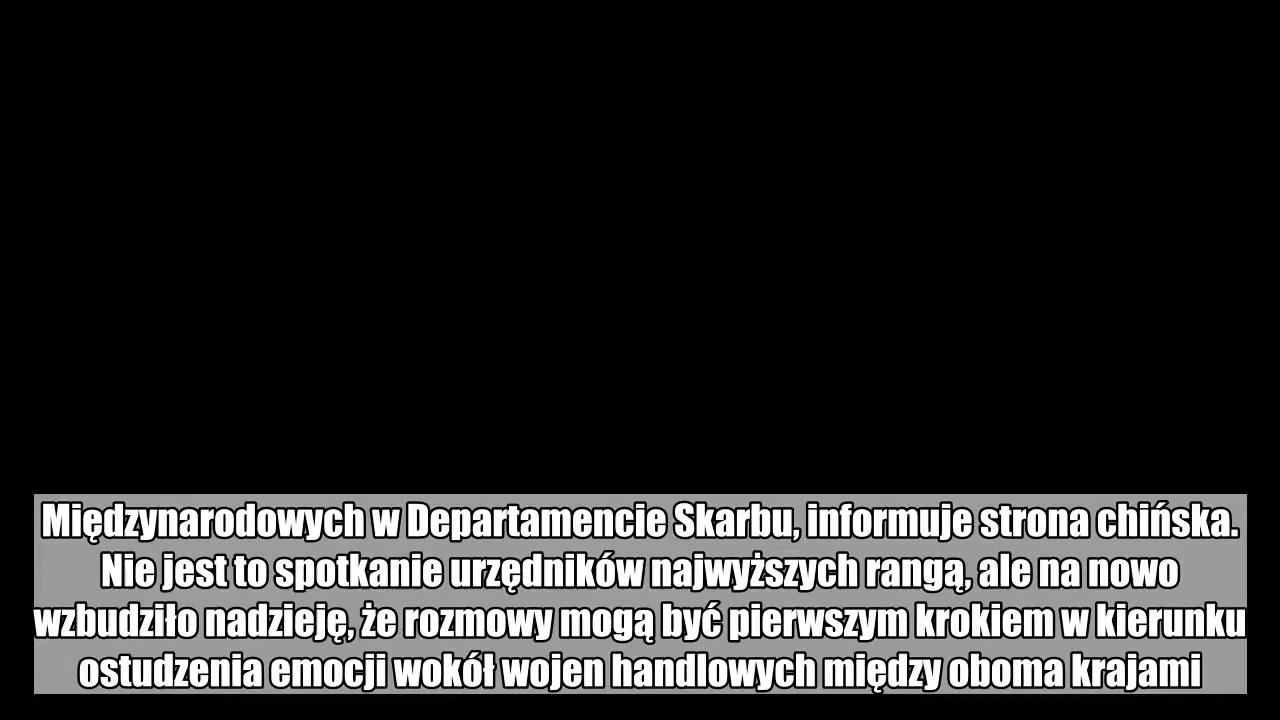 Międzynarodowych w Departamencie Skarbu, informuje strona chińska.
Nie jest to spotkanie urzędników najwyższych rangą, ale na nowo
wzbudziło nadzieję, że rozmowy mogą być pierwszym krokiem w kierunku
ostudzenia emocji wokół wojen handlowych między oboma krajami